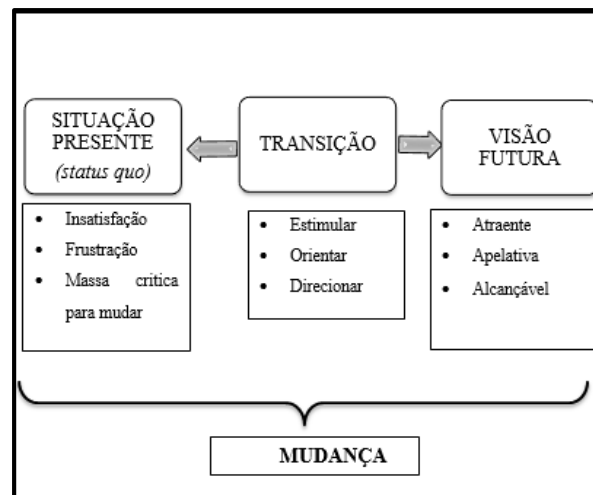 SITUAÇÃO
PRESENTE
(status quo)
TRANSIÇÃO
VISÃO
FUTURA
Insatisfação
Frustração
Massa critica
para mudar
Estimular
Orientar
Direcionar
Atraente
Apelativa
Alcançável
MUDANÇA